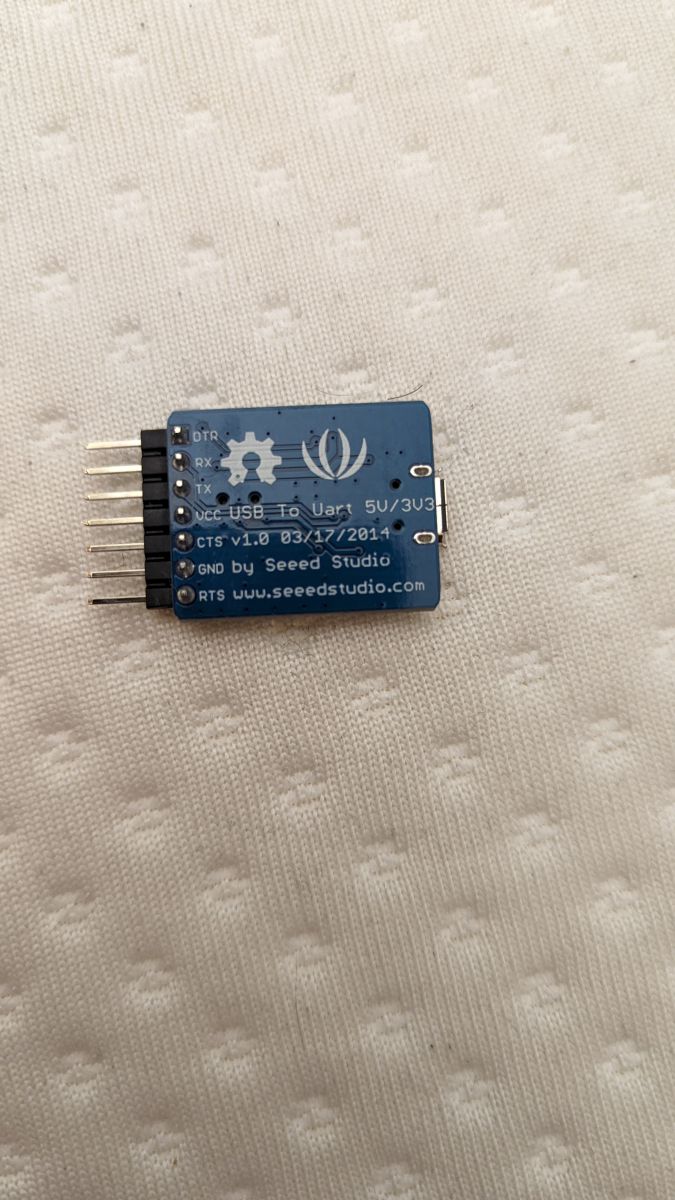 DTR
RX
TX
VCC USB To Uart 5V/3V3
CTS v1.0 03/17/2014
GND by Seeed Studio
RTS www.seeedstudio.com